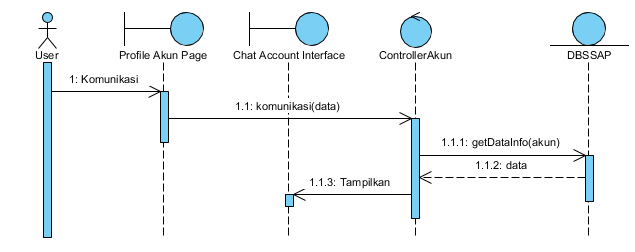 User
Profile Akun Page
Chat Account Interface
ControllerAkun
DBSSAP
1: Komunikasi
1.1: komunikasi(data)
1.1.1: getDataInfo(akun)
1.1.2: data
1.1.3: Tampilkan